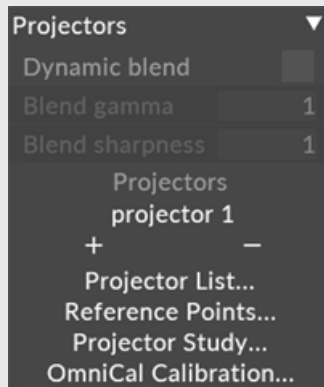 Projectors ▼
Dynamic blend
Blend gamma 1
Blend sharpness 1
Projectors
projector 1
+ −
Projector List...
Reference Points...
Projector Study...
OmniCal Calibration...